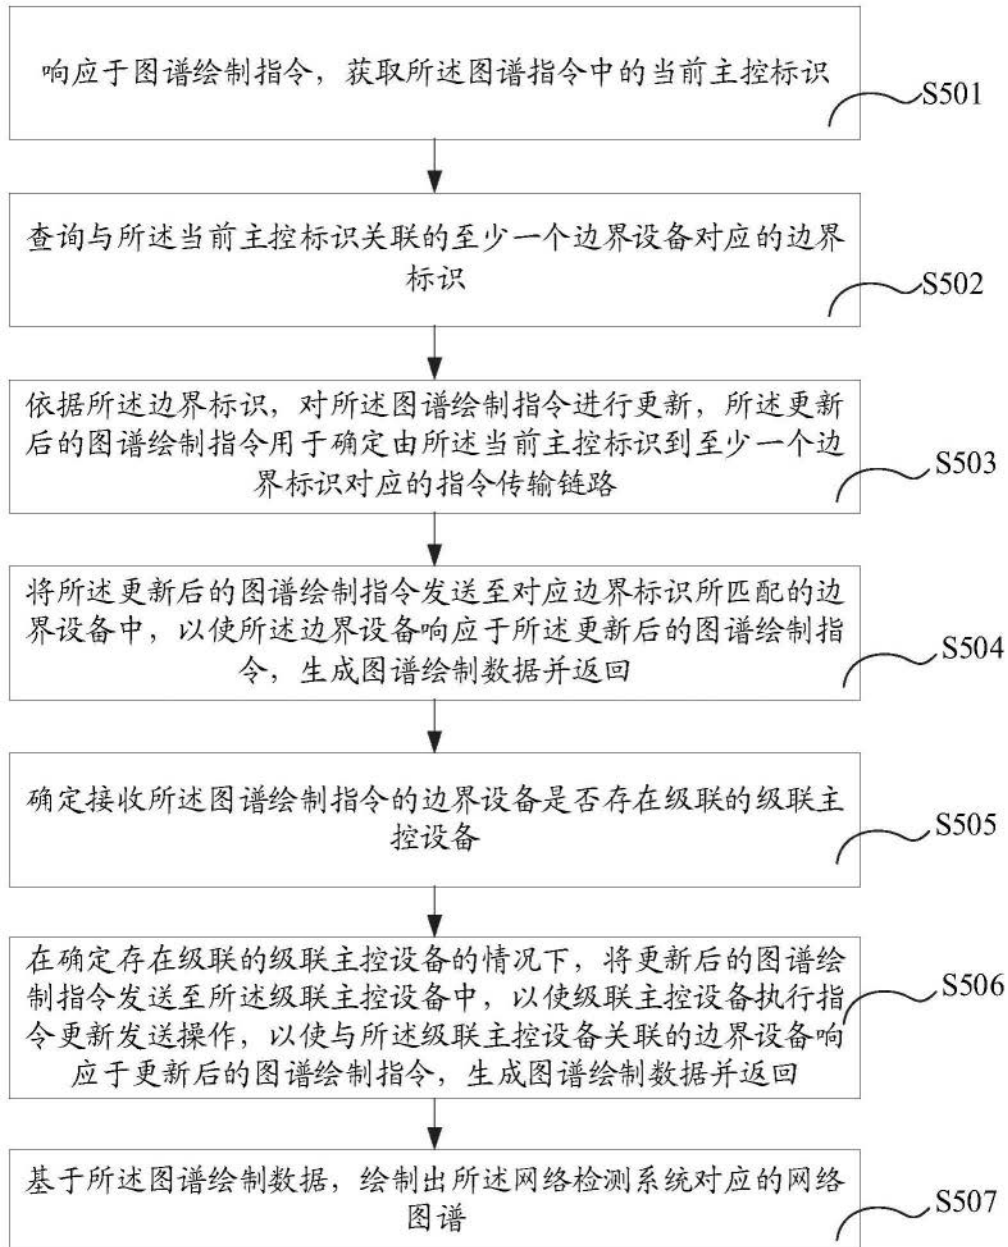 响应于图谱绘制指令，获取所述图谱指令中的当前主控标识
S501
查询与所述当前主控标识关联的至少一个边界设备对应的边界
标识
S502
依据所述边界标识，对所述图谱绘制指令进行更新，所述更新
后的图谱绘制指令用于确定由所述当前主控标识到至少一个边
界标识对应的指令传输链路
S503
将所述更新后的图谱绘制指令发送至对应边界标识所匹配的边
界设备中，以使所述边界设备响应于所述更新后的图谱绘制指
令，生成图谱绘制数据并返回
S504
确定接收所述图谱绘制指令的边界设备是否存在级联的级联主
控设备
S505
在确定存在级联的级联主控设备的情况下，将更新后的图谱绘
制指令发送至所述级联主控设备中，以使级联主控设备执行指
令更新发送操作，以使与所述级联主控设备关联的边界设备响
应于更新后的图谱绘制指令，生成图谱绘制数据并返回
S506
基于所述图谱绘制数据，绘制出所述网络检测系统对应的网络
图谱
S507